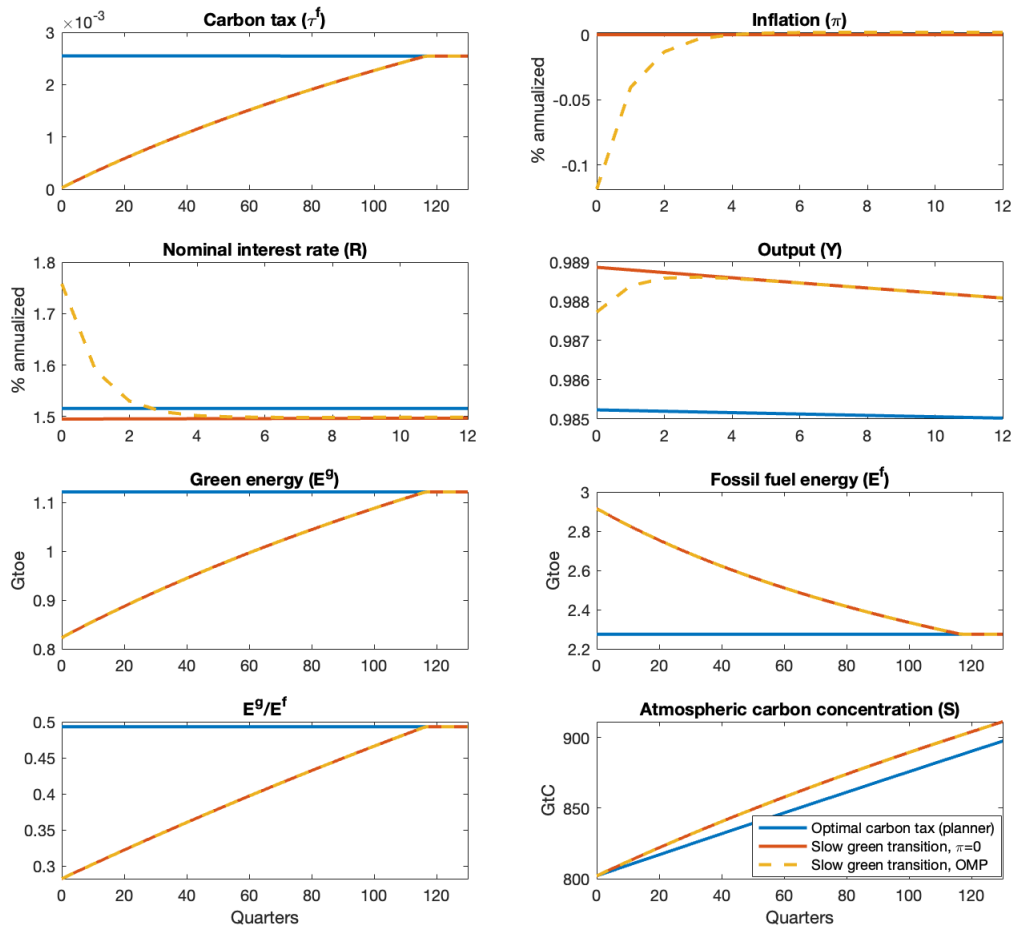 Carbon tax (τᶠ)
×10⁻³
3
2
1
0
0 20 40 60 80 100 120
Inflation (π)
% annualized
0
-0.05
-0.1
0 2 4 6 8 10 12
Nominal interest rate (R)
% annualized
1.8
1.7
1.6
1.5
0 2 4 6 8 10 12
Output (Y)
0.989
0.988
0.987
0.986
0.985
0 2 4 6 8 10 12
Green energy (Eᵍ)
Gtoe
1.1
1
0.9
0.8
0 20 40 60 80 100 120
Fossil fuel energy (Eᶠ)
Gtoe
3
2.8
2.6
2.4
2.2
0 20 40 60 80 100 120
Eᵍ/Eᶠ
0.5
0.45
0.4
0.35
0.3
0 20 40 60 80 100 120
Quarters
Atmospheric carbon concentration (S)
GtC
900
850
800
Optimal carbon tax (planner)
Slow green transition, π=0
Slow green transition, OMP
0 20 40 60 80 100 120
Quarters